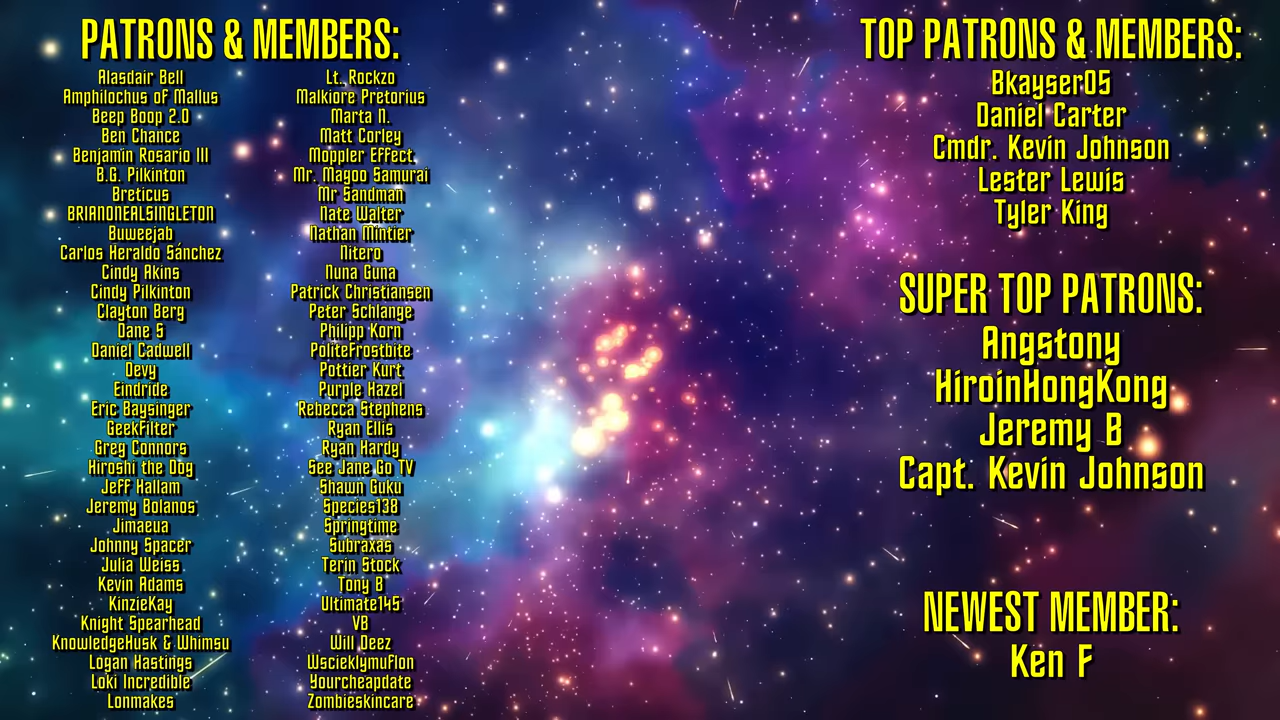 PATRONS & MEMBERS:
Alasdair Bell
Amphilochus of Mallus
Beep Boop 2.0
Ben Chance
Benjamin Rosario III
B.G. Pilkinton
Breticus
BRIANONEALSINGLETON
Buweejab
Carlos Heraldo Sánchez
Cindy Akins
Cindy Pilkinton
Clayton Berg
Dane S
Daniel Cadwell
Devy
Eindride
Eric Baysinger
GeekFilter
Greg Connors
Hiroshi the Dog
Jeff Hallam
Jeremy Bolanos
Jimaeua
Johnny Spacer
Julia Weiss
Kevin Adams
KinzieKay
Knight Spearhead
KnowledgeHusk & Whimsu
Logan Hastings
Loki Incredible
Lonmakes
Lt. Rockzo
Malkiore Pretorius
Marta N.
Matt Corley
Moppler Effect
Mr. Magoo Samurai
Mr Sandman
Nate Walter
Nathan Mintier
Nitero
Nuna Guna
Patrick Christiansen
Peter Schlange
Philipp Korn
PoliteFrostbite
Pottier Kurt
Purple Hazel
Rebecca Stephens
Ryan Ellis
Ryan Hardy
See Jane Go TV
Shawn Guku
Species138
Springtime
Subraxas
Terin Stock
Tony B
Ultimate145
VB
Will Deez
Wscieklymuflon
Yourcheapdate
Zombieskincare
TOP PATRONS & MEMBERS:
Bkayser05
Daniel Carter
Cmdr. Kevin Johnson
Lester Lewis
Tyler King
SUPER TOP PATRONS:
Angstony
HiroinHongKong
Jeremy B
Capt. Kevin Johnson
NEWEST MEMBER:
Ken F